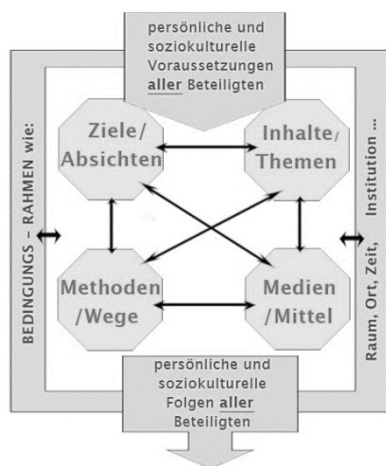 persönliche und
soziokulturelle
Voraussetzungen
aller Beteiligten
BEDINGUNGS – RAHMEN wie:
Ziele/
Absichten
Inhalte/
Themen
Methoden
/Wege
Medien
/Mittel
Raum, Ort, Zeit, Institution ...
persönliche und
soziokulturelle
Folgen aller
Beteiligten